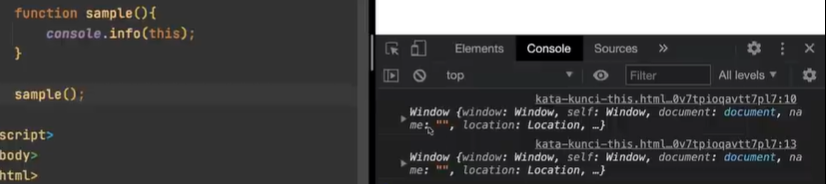 function sample(){
console.info(this);
}
sample();
script>
body>
html>
Elements Console Sources »
top Filter All levels
kata-kunci-this.html…0v7tpioqavtt7pl7:10
Window {window: Window, self: Window, document: document, na
me: "", location: Location, …}
kata-kunci-this.html…0v7tpioqavtt7pl7:13
Window {window: Window, self: Window, document: document, na
me: "", location: Location, …}